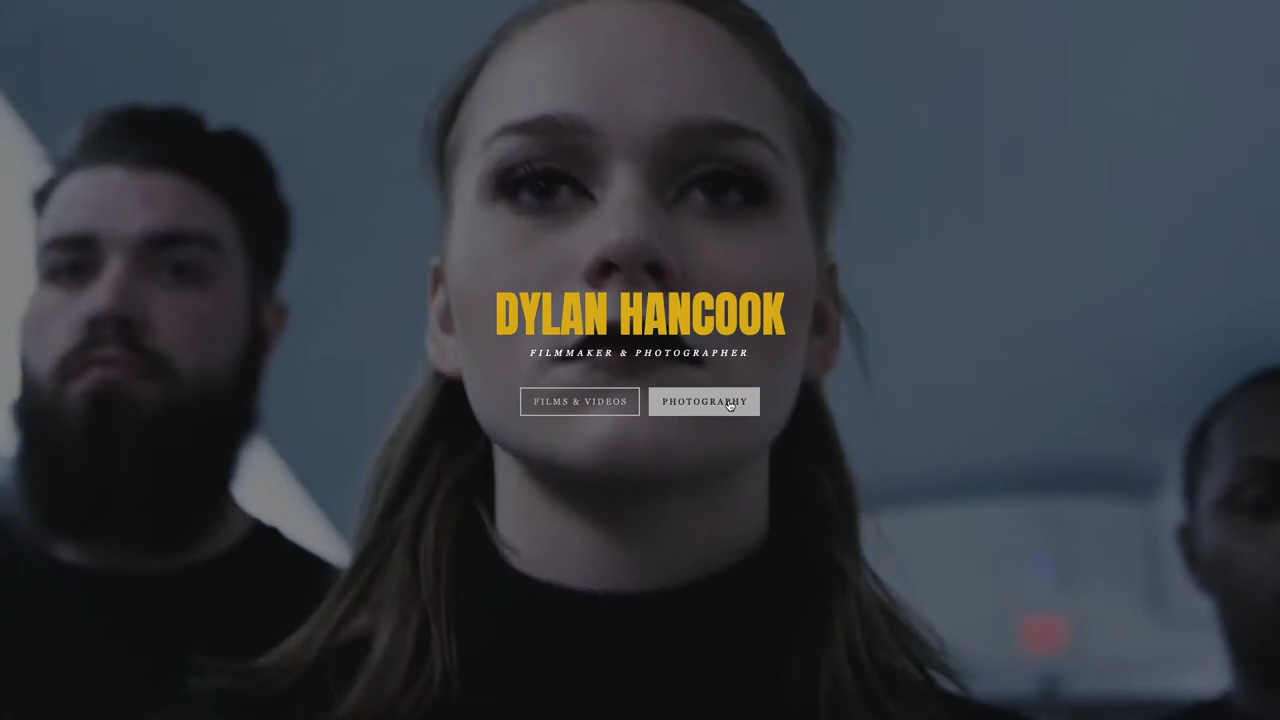 DYLAN HANCOOK
FILMMAKER & PHOTOGRAPHER
FILMS & VIDEOS
PHOTOGRAPHY